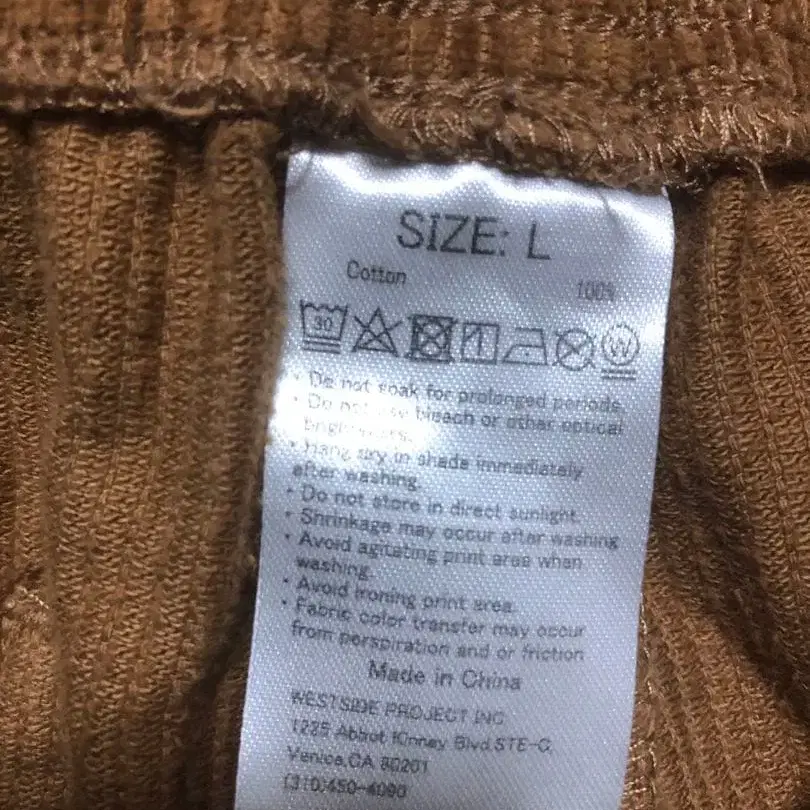 SIZE: L
Cotton 100%
30 W
• Do not soak for prolonged periods.
• Do not use bleach or other optical
brighteners.
• Hang dry in shade immediately
after washing.
• Do not store in direct sunlight.
• Shrinkage may occur after washing
• Avoid agitating print area when
washing.
• Avoid ironing print area.
• Fabric color transfer may occur
from perspiration and or friction
Made in China
WESTSIDE PROJECT INC
1225 Abbot Kinney Blvd.STE-C.
Venice,CA 90201
(310)450-4090